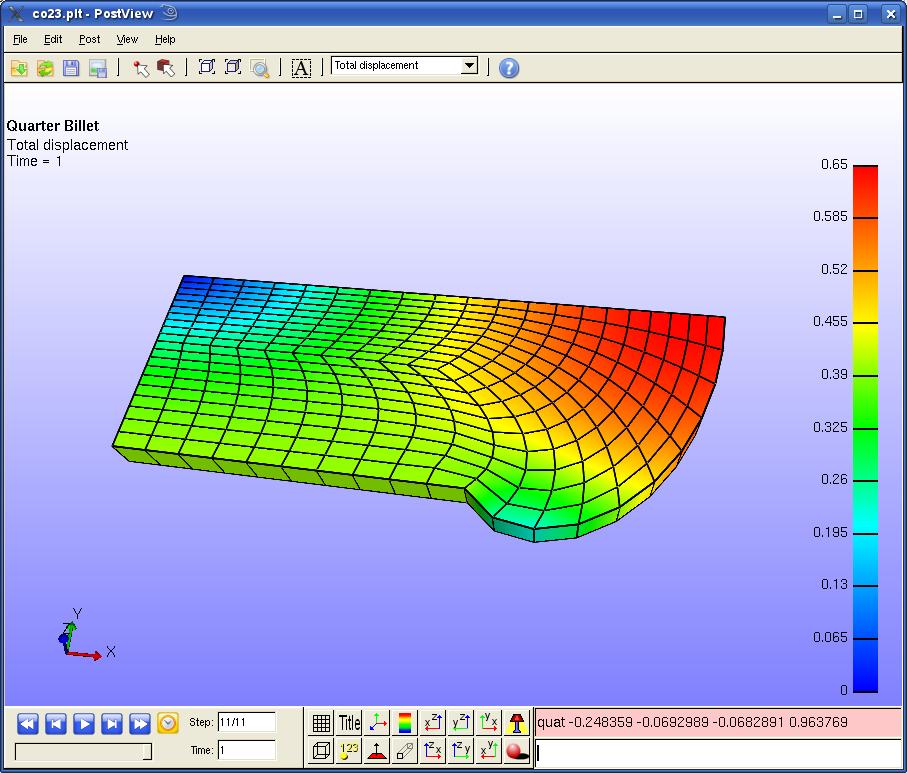 co23.plt - PostView
File Edit Post View Help
A Total displacement ?
Quarter Billet
Total displacement
Time = 1
0.65
0.585
0.52
0.455
0.39
0.325
0.26
0.195
0.13
0.065
0
Y
Z
X
Step: 11/11
Time: 1
Title
123
quat -0.248359 -0.0692989 -0.0682891 0.963769